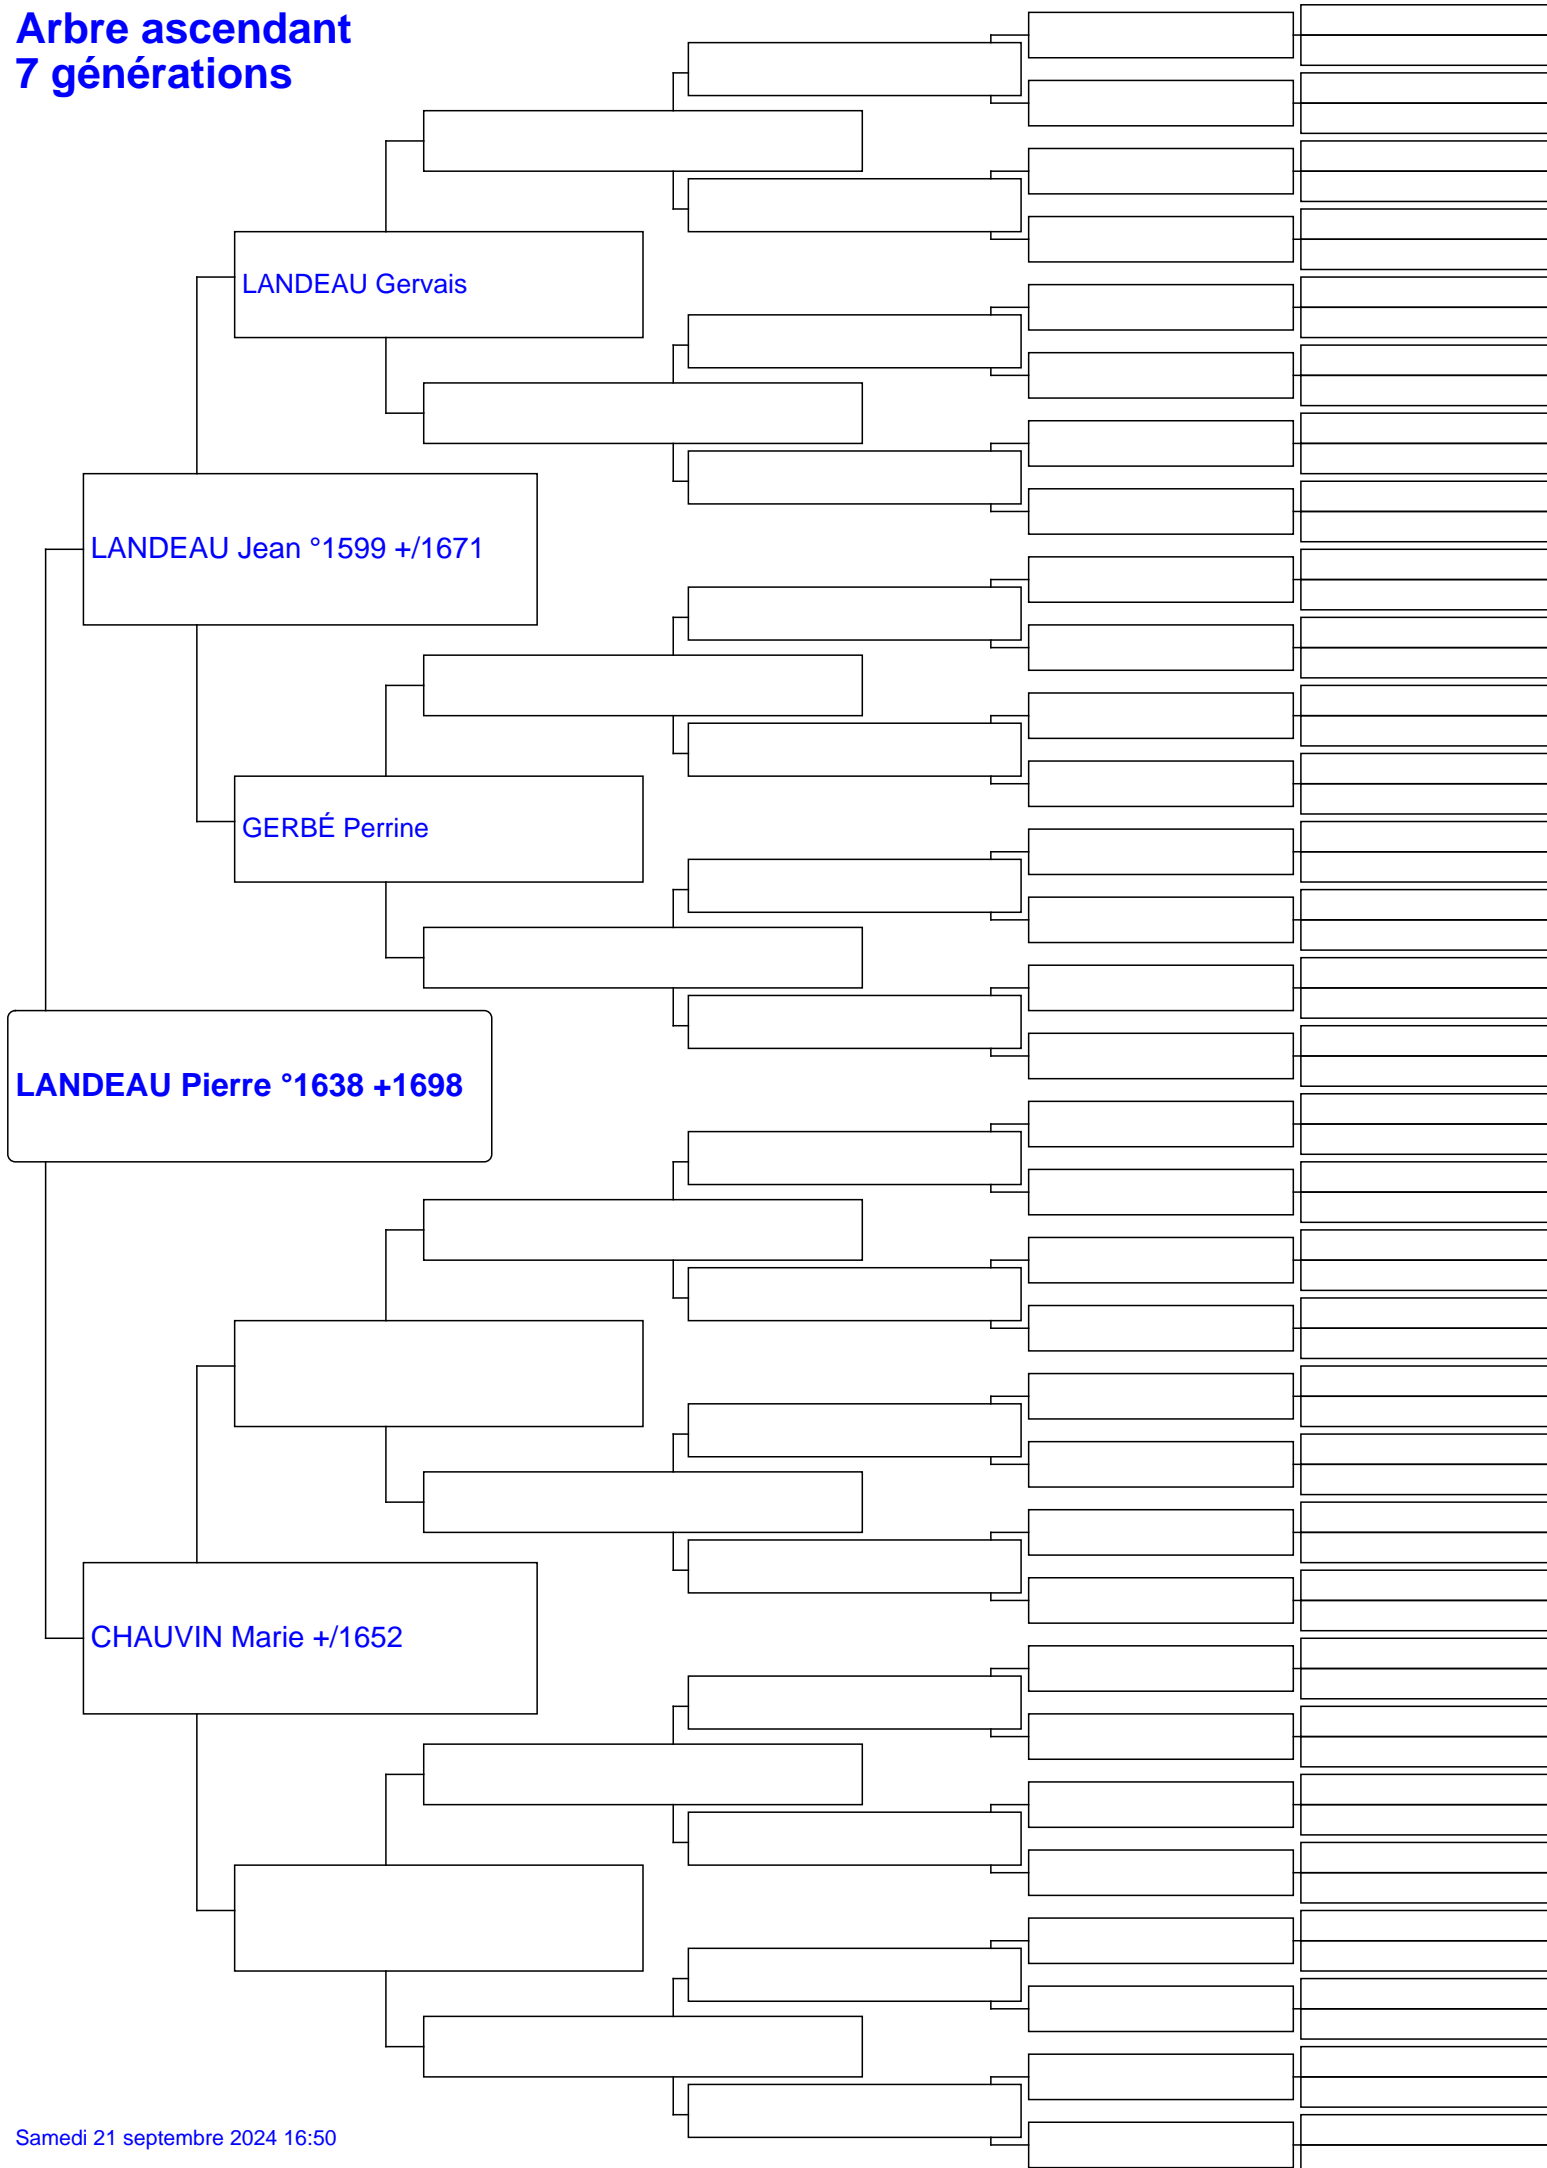 Arbre ascendant
7 générations
LANDEAU Gervais
LANDEAU Jean °1599 +/1671
GERBÉ Perrine
LANDEAU Pierre °1638 +1698
CHAUVIN Marie +/1652
Samedi 21 septembre 2024 16:50